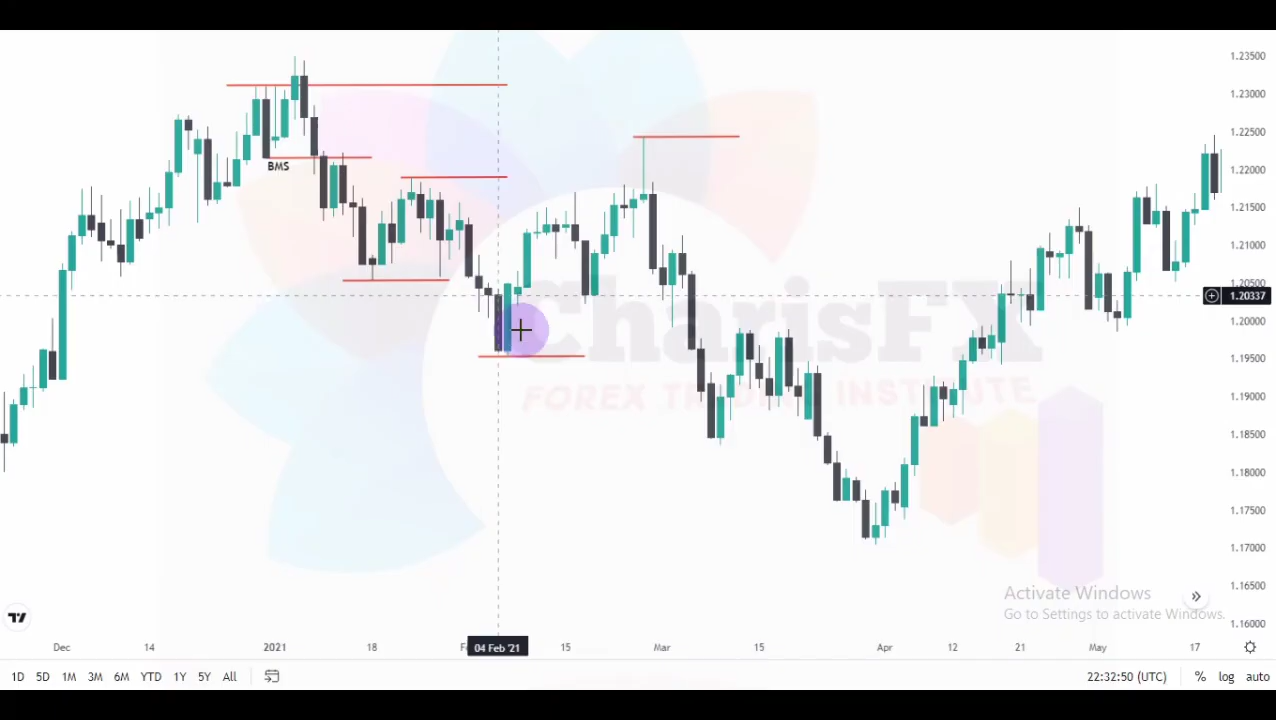 BMS
CharisFX
FOREX TRADING INSTITUTE
1.23500
1.23000
1.22500
1.22000
1.21500
1.21000
1.20500
1.20337
1.20000
1.19500
1.19000
1.18500
1.18000
1.17500
1.17000
1.16500
1.16000
Activate Windows
Go to Settings to activate Windows.
Dec 14 2021 18 04 Feb '21 15 Mar 15 Apr 12 21 May 17
1D 5D 1M 3M 6M YTD 1Y 5Y All 22:32:50 (UTC) % log auto